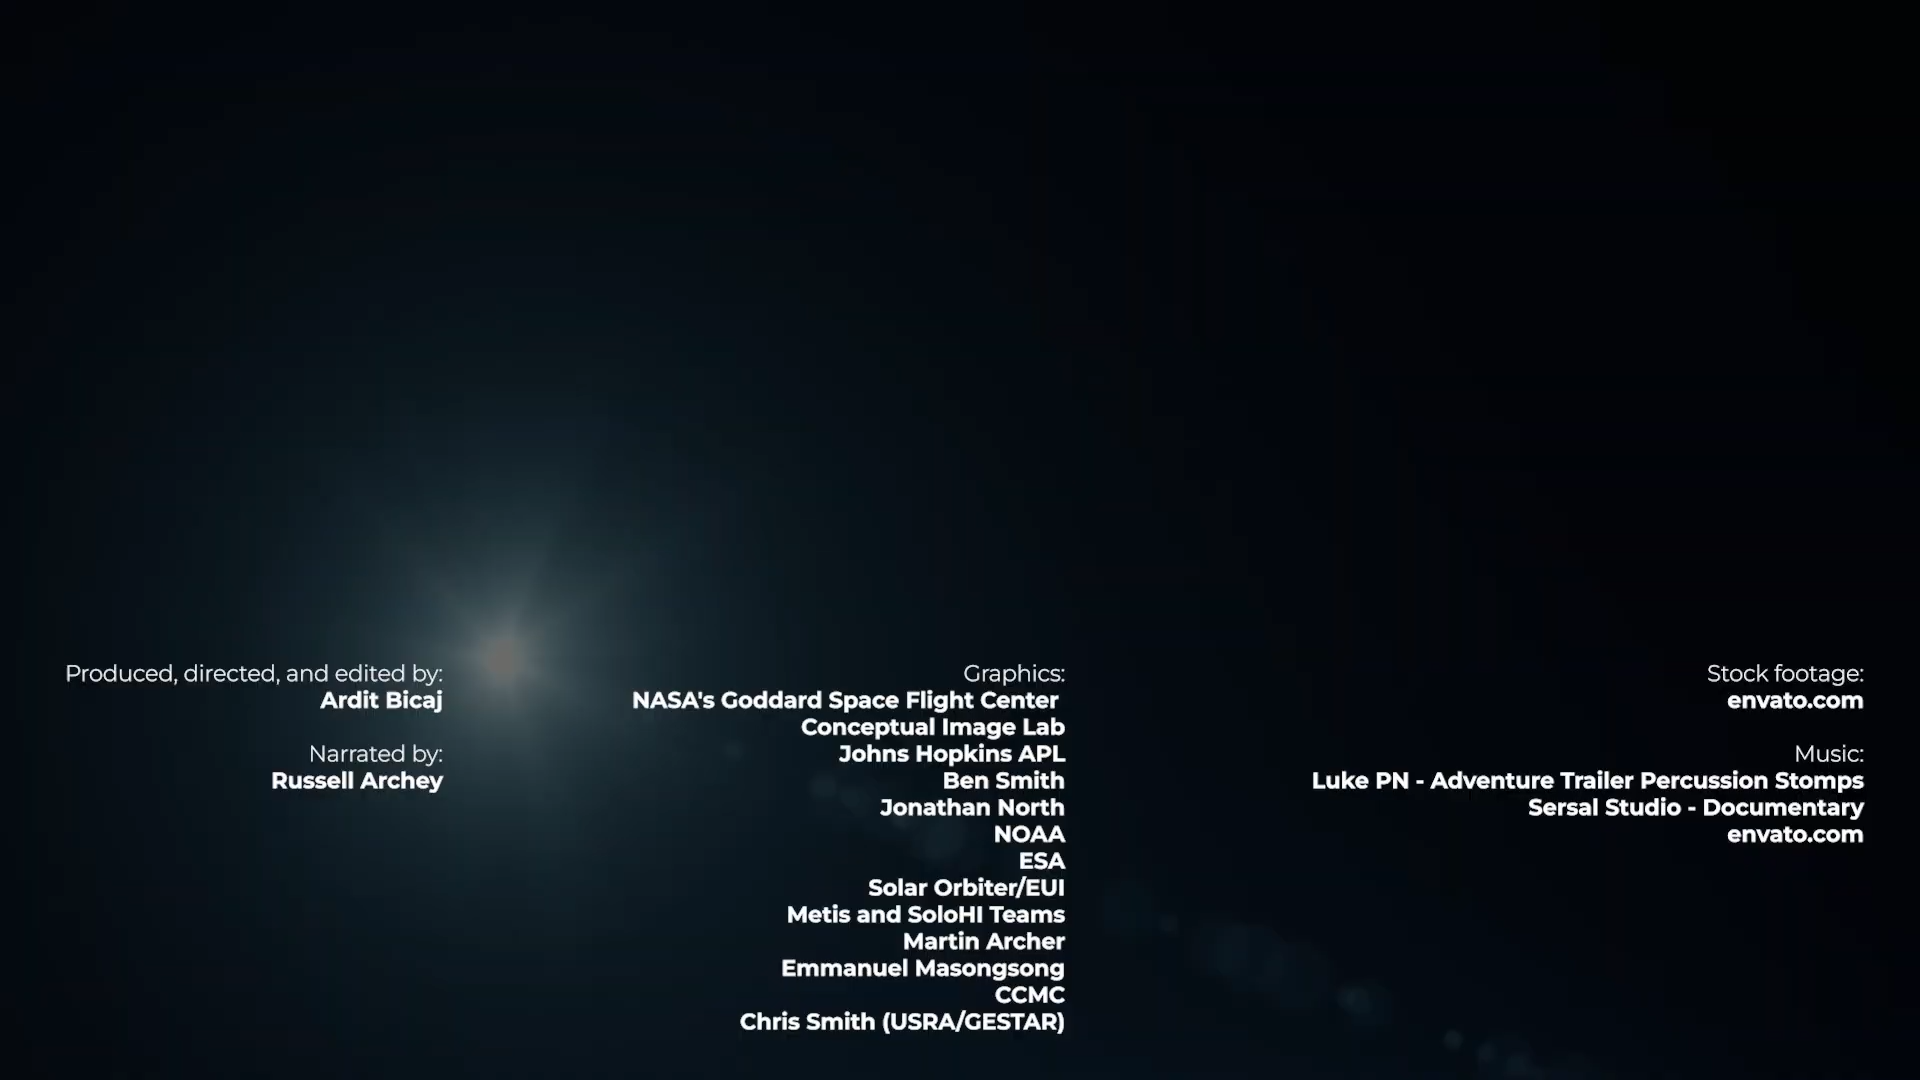 Produced, directed, and edited by:
Ardit Bicaj
Narrated by:
Russell Archey
Graphics:
NASA's Goddard Space Flight Center
Conceptual Image Lab
Johns Hopkins APL
Ben Smith
Jonathan North
NOAA
ESA
Solar Orbiter/EUI
Metis and SoloHI Teams
Martin Archer
Emmanuel Masongsong
CCMC
Chris Smith (USRA/GESTAR)
Stock footage:
envato.com
Music:
Luke PN - Adventure Trailer Percussion Stomps
Sersal Studio - Documentary
envato.com